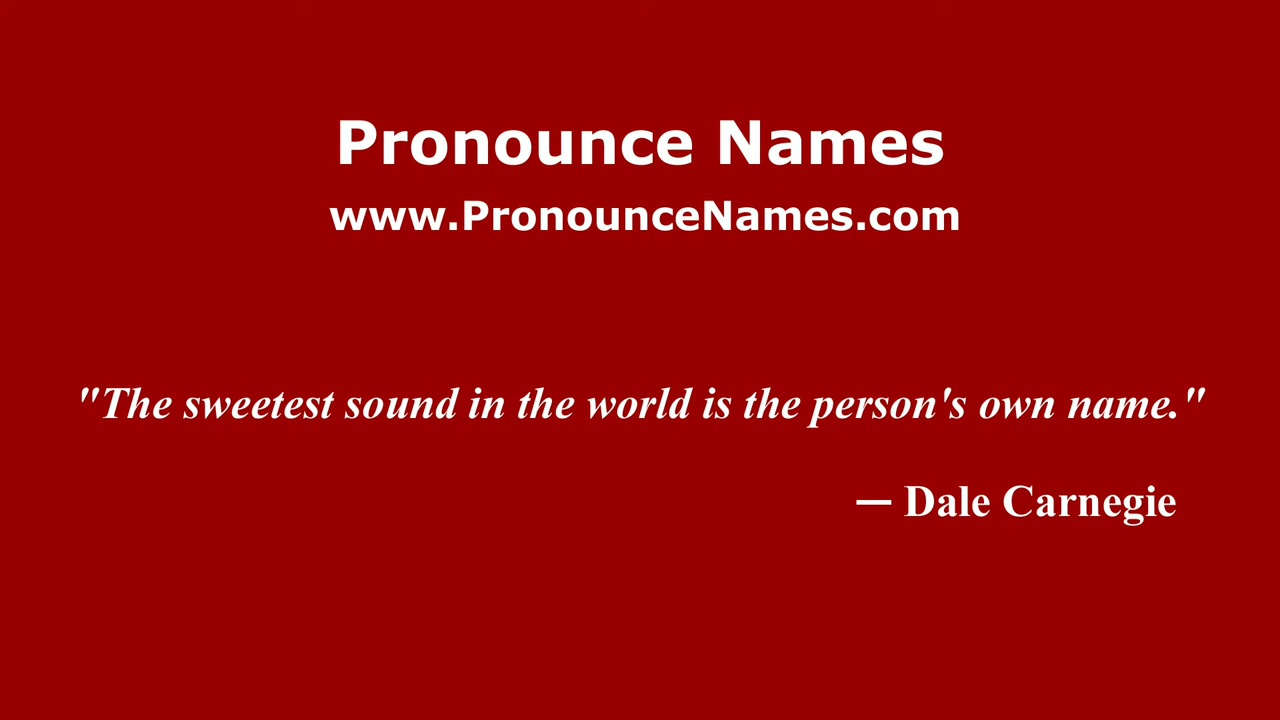 Pronounce Names
www.PronounceNames.com
"The sweetest sound in the world is the person's own name."
— Dale Carnegie